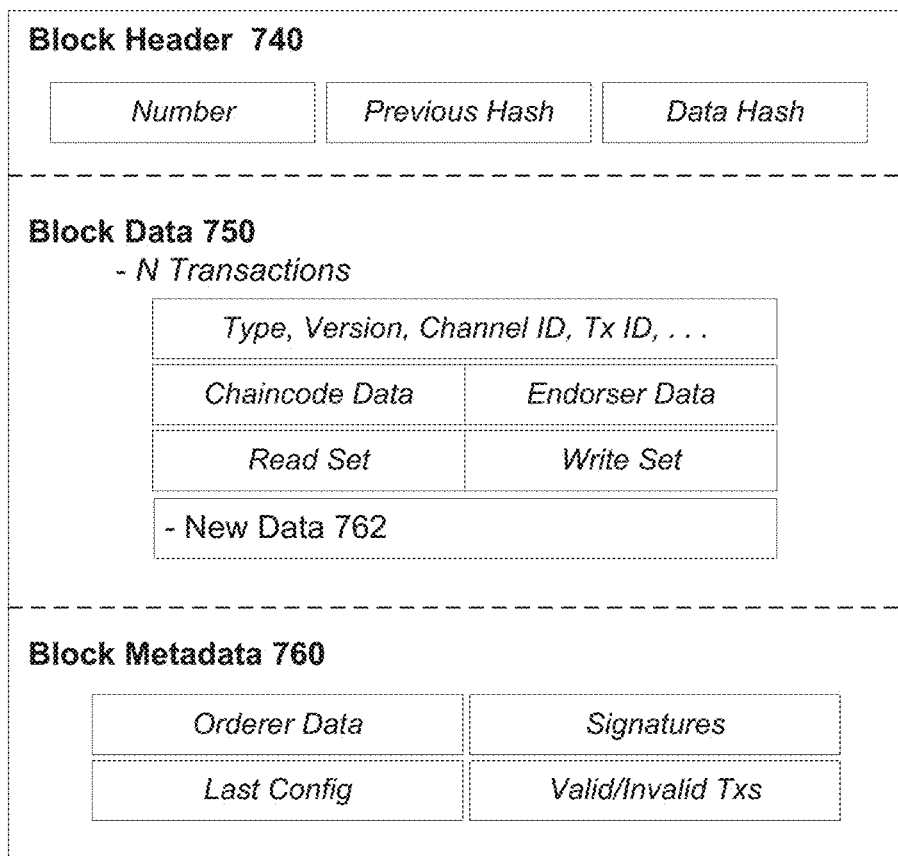 Block Header 740
Number Previous Hash Data Hash
Block Data 750
- N Transactions
Type, Version, Channel ID, Tx ID, . . .
Chaincode Data Endorser Data
Read Set Write Set
- New Data 762
Block Metadata 760
Orderer Data Signatures
Last Config Valid/Invalid Txs